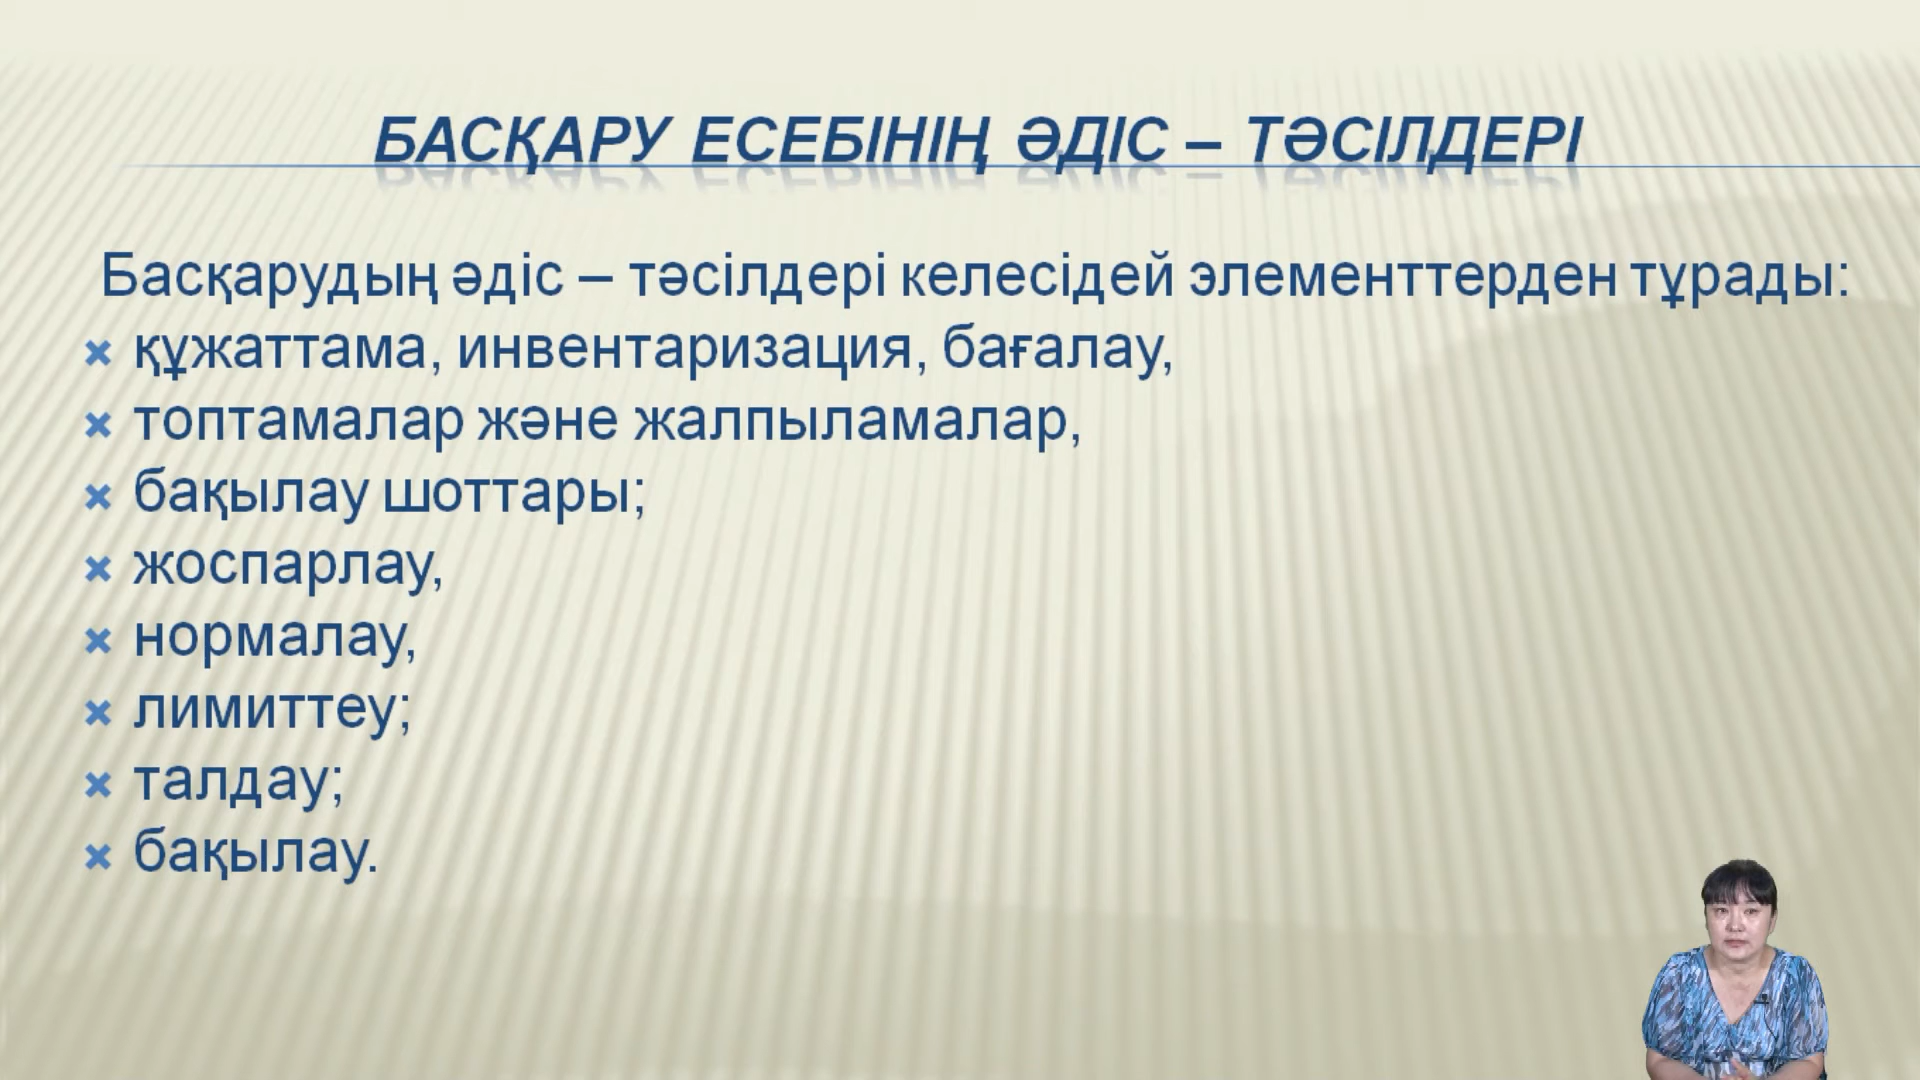 БАСҚАРУ ЕСЕБІНІҢ ӘДІС – ТӘСІЛДЕРІ
Басқарудың әдіс – тәсілдері келесідей элементтерден тұрады:
құжаттама, инвентаризация, бағалау,
топтамалар және жалпыламалар,
бақылау шоттары;
жоспарлау,
нормалау,
лимиттеу;
талдау;
бақылау.